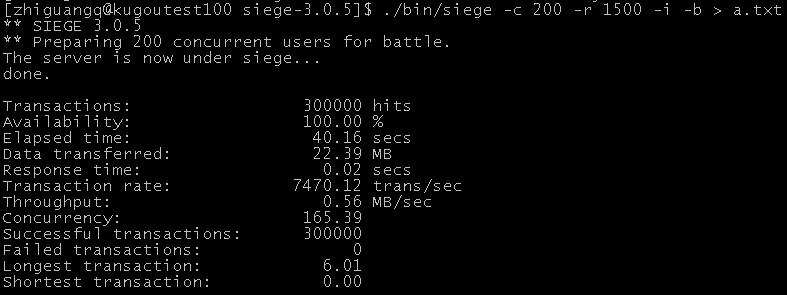 [zhiguangg@kugoutest100 siege-3.0.5]$ ./bin/siege -c 200 -r 1500 -i -b > a.txt
** SIEGE 3.0.5
** Preparing 200 concurrent users for battle.
The server is now under siege...
done.
Transactions: 300000 hits
Availability: 100.00 %
Elapsed time: 40.16 secs
Data transferred: 22.39 MB
Response time: 0.02 secs
Transaction rate: 7470.12 trans/sec
Throughput: 0.56 MB/sec
Concurrency: 165.39
Successful transactions: 300000
Failed transactions: 0
Longest transaction: 6.01
Shortest transaction: 0.00